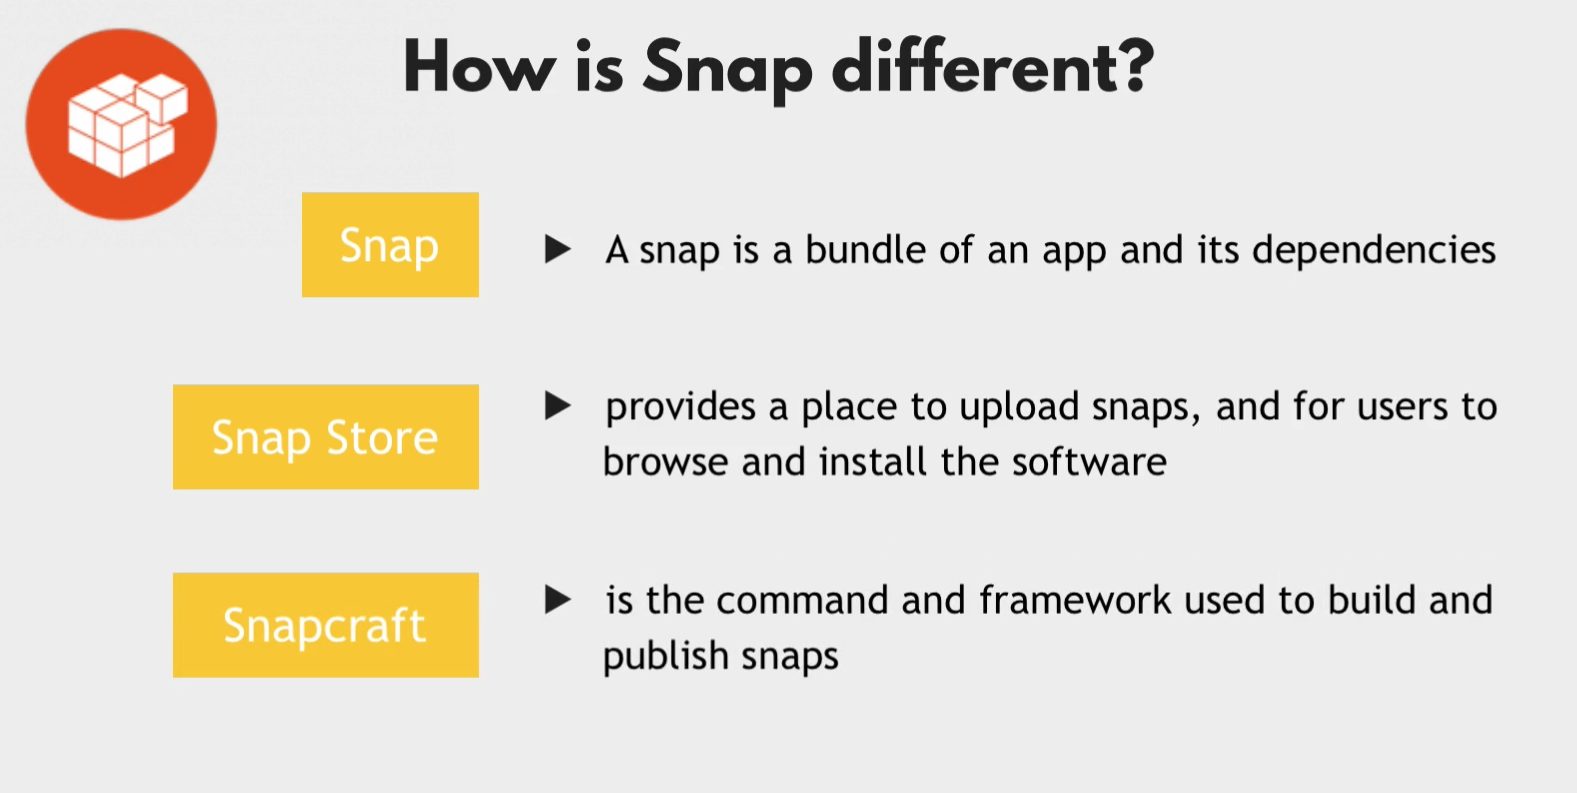 How is Snap different?
Snap
▶ A snap is a bundle of an app and its dependencies
Snap Store
▶ provides a place to upload snaps, and for users to
browse and install the software
Snapcraft
▶ is the command and framework used to build and
publish snaps